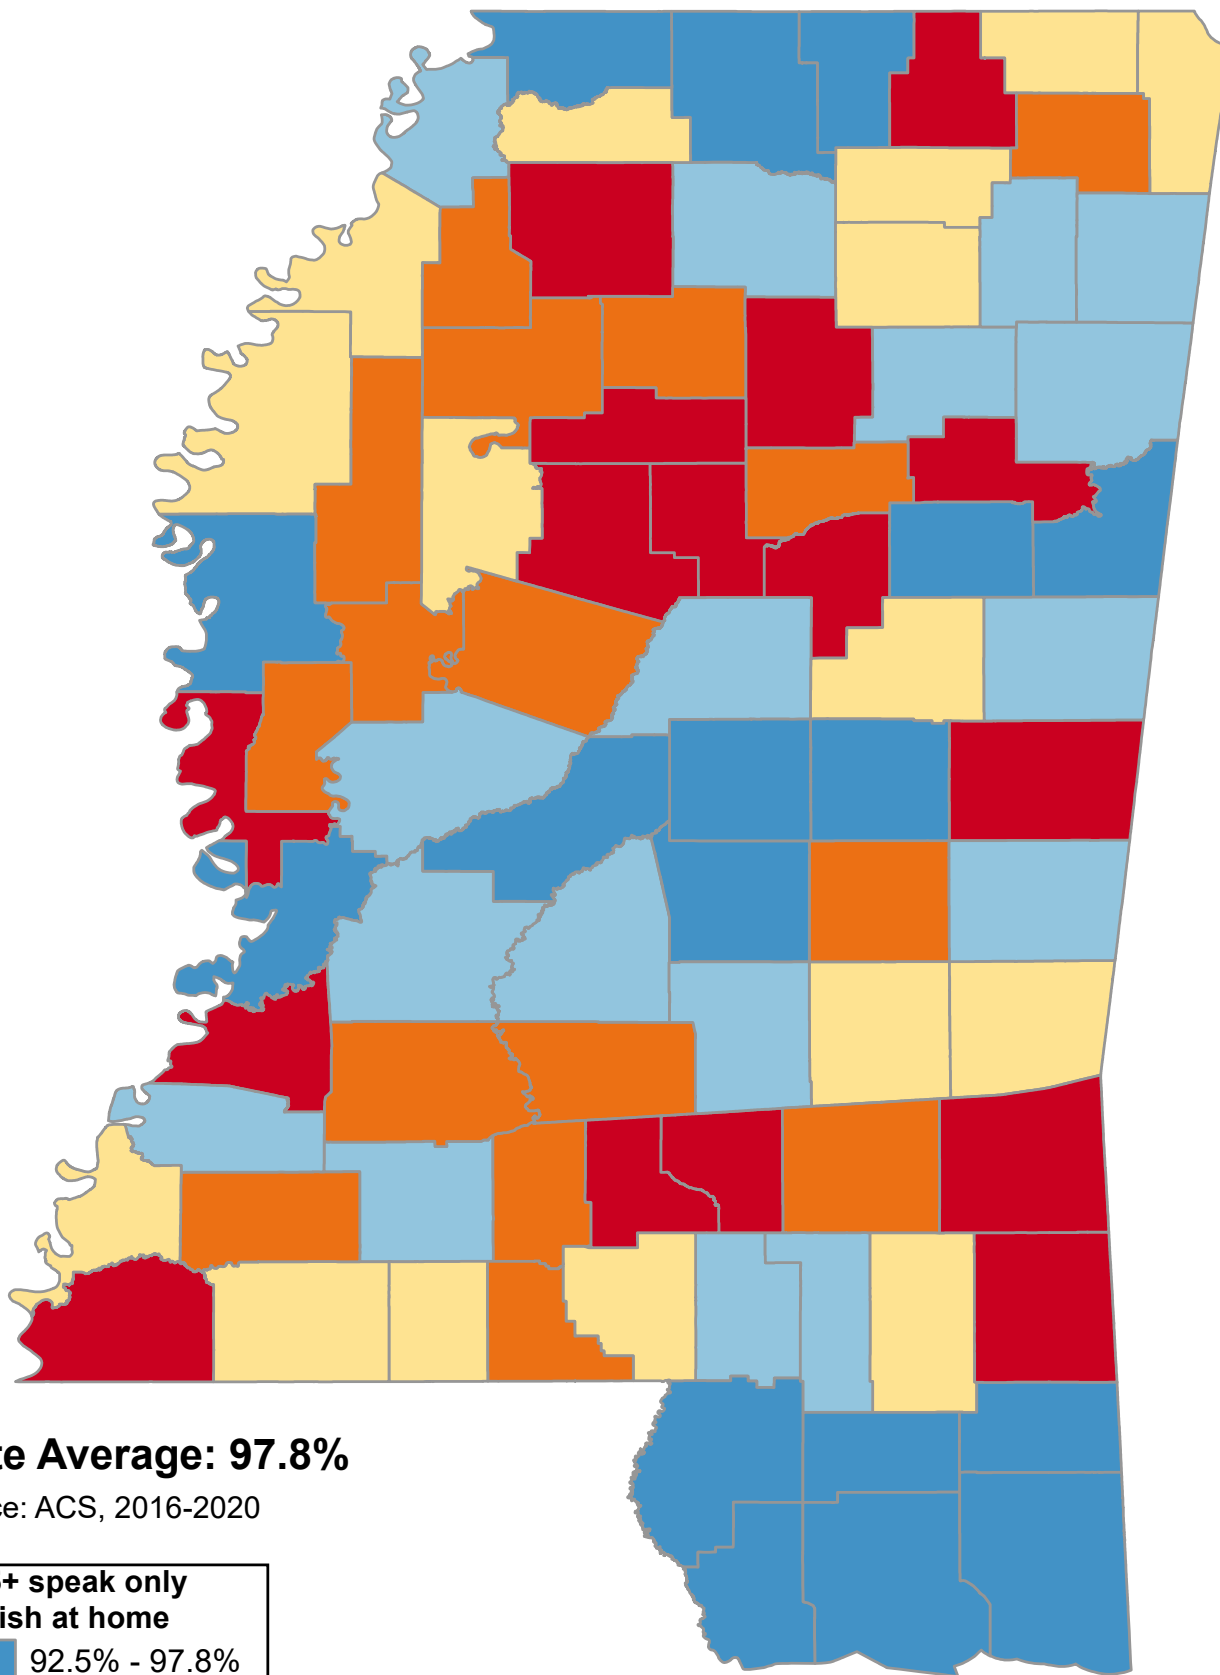 te Average: 97.8%
ce: ACS, 2016-2020
+ speak only
ish at home
92.5% - 97.8%